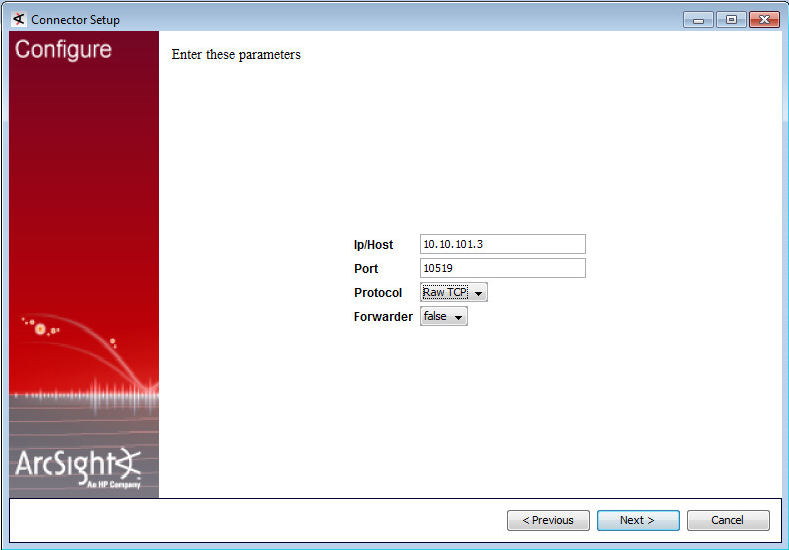 Connector Setup
Configure
Enter these parameters
Ip/Host 10.10.101.3
Port 10519
Protocol Raw TCP
Forwarder false
ArcSight
An HP Company
< Previous Next > Cancel